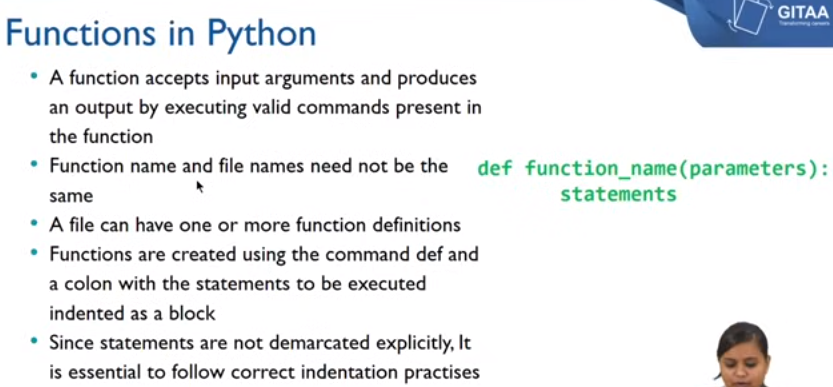 GITAA
Transforming careers
Functions in Python
• A function accepts input arguments and produces
an output by executing valid commands present in
the function
• Function name and file names need not be the
same
def function_name(parameters):
statements
• A file can have one or more function definitions
• Functions are created using the command def and
a colon with the statements to be executed
indented as a block
• Since statements are not demarcated explicitly, It
is essential to follow correct indentation practises